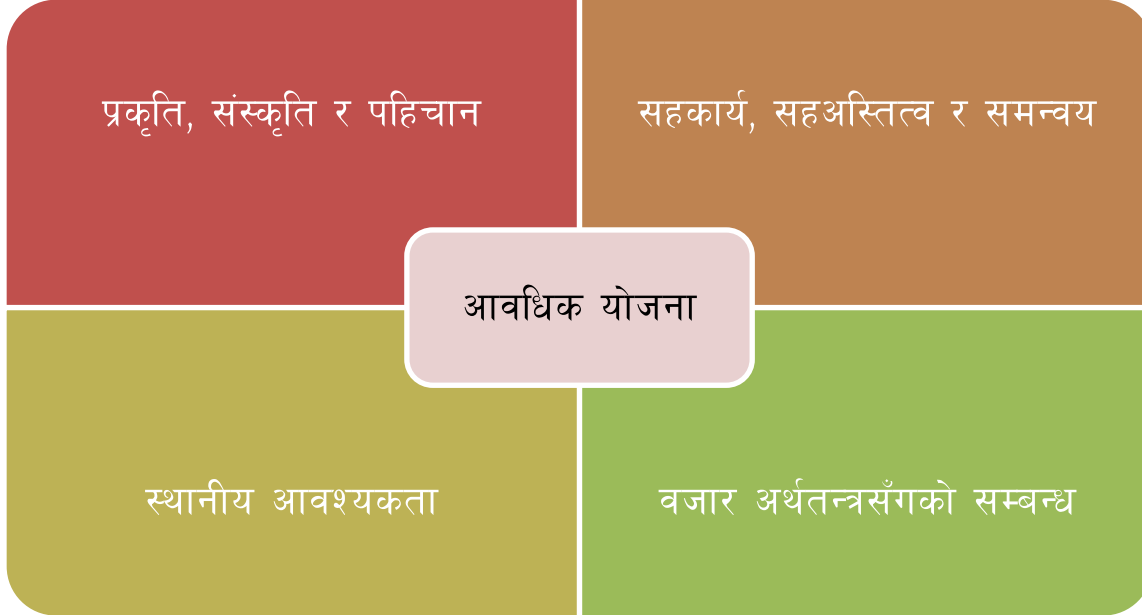 प्रकृति, संस्कृति र पहिचान
सहकार्य, सहअस्तित्व र समन्वय
आवधिक योजना
स्थानीय आवश्यकता
वजार अर्थतन्त्रसँगको सम्बन्ध